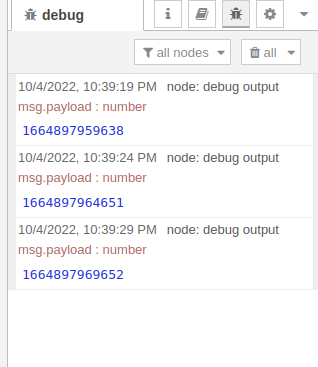 debug
all nodes
all
10/4/2022, 10:39:19 PM node: debug output
msg.payload : number
1664897959638
10/4/2022, 10:39:24 PM node: debug output
msg.payload : number
1664897964651
10/4/2022, 10:39:29 PM node: debug output
msg.payload : number
1664897969652